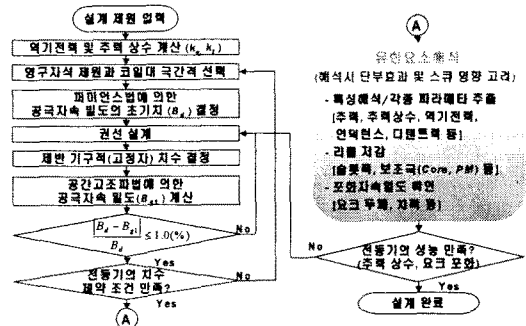 설계 제원 입력
역기전력 및 추력 상수 계산 (kₑ, k_f)
영구자석 제원과 코일대 극간격 선택
퍼미언스법에 의한
공극자속 밀도의 초기치 (B_d) 결정
권선 설계
제반 기구적(고정자) 치수 결정
공간고조파법에 의한
공극자속 밀도(B_d1) 계산
|B_d - B_d1| / B_d ≤ 1.0(%)
No
Yes
전동기의 치수
제약 조건 만족?
No
Yes
A
A
유한요소해석
(해석시 단부효과 및 스큐 영향 고려)
- 특성해석/각종 파라메타 추출
[추력, 추력상수, 역기전력,
인덕턴스, 디텐트력 등]
- 리플 저감
[슬롯폭, 보조극(Core, PM) 등]
- 포화자속밀도 확인
[요크 두께, 치폭 등]
No
전동기의 성능 만족?
(추력 상수, 요크 포화)
Yes
설계 완료